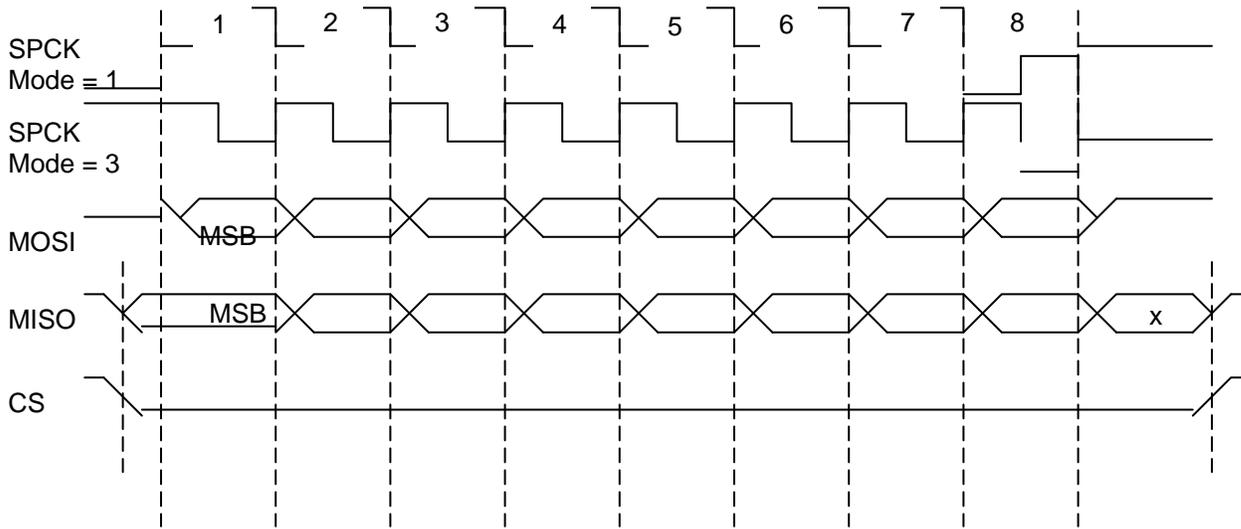 1 2 3 4 5 6 7 8
SPCK
Mode = 1
SPCK
Mode = 3
MOSI
MSB
MISO
MSB
x
CS